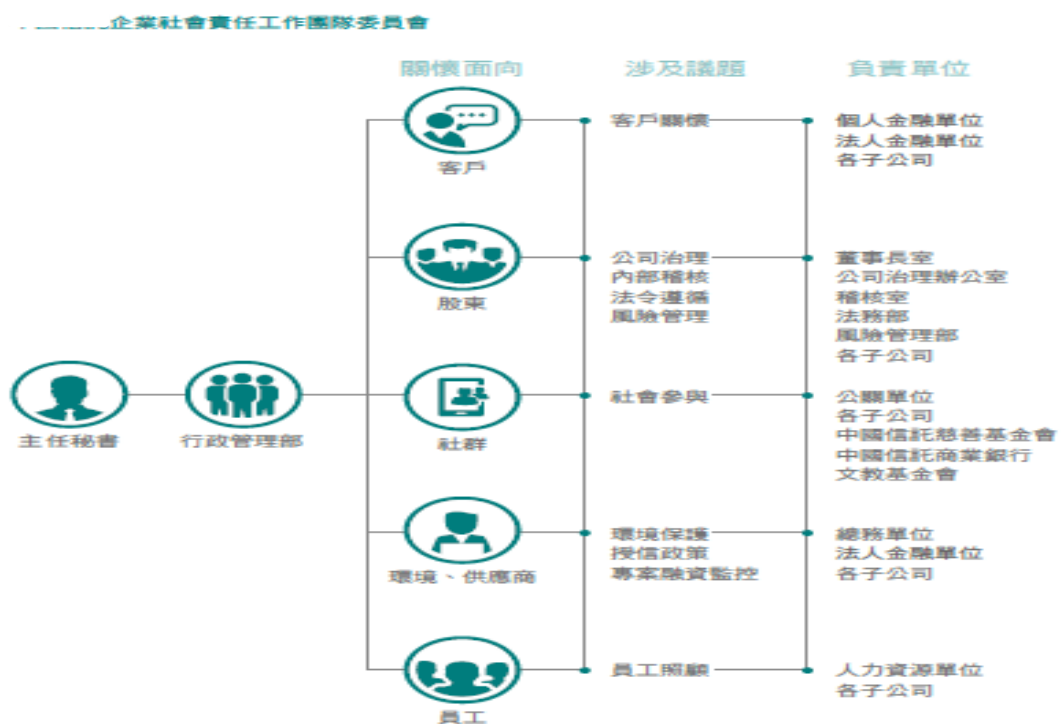 企業社會責任工作團隊委員會
關懷面向 涉及議題 負責單位
客戶
客戶關懷
個人金融單位
法人金融單位
各子公司
股東
公司治理
內部稽核
法令遵循
風險管理
董事長室
公司治理辦公室
稽核室
法務部
風險管理部
各子公司
主任秘書
行政管理部
社群
社會參與
公關單位
各子公司
中國信託慈善基金會
中國信託商業銀行
文教基金會
環境、供應商
環境保護
授信政策
專案融資監控
總務單位
法人金融單位
各子公司
員工
員工照顧
人力資源單位
各子公司